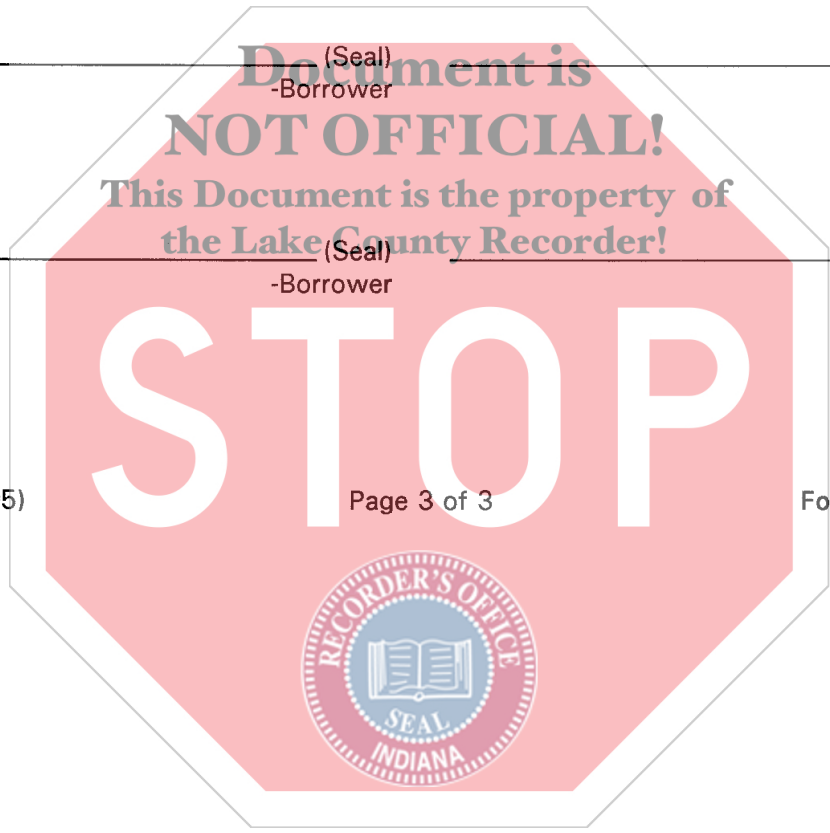 (Seal)
Document is
-Borrower
NOT OFFICIAL!
This Document is the property of
the Lake County Recorder!
(Seal)
-Borrower
STOP
5)
Page 3 of 3
Fo
RECORDER'S OFFICE
SEAL
INDIANA